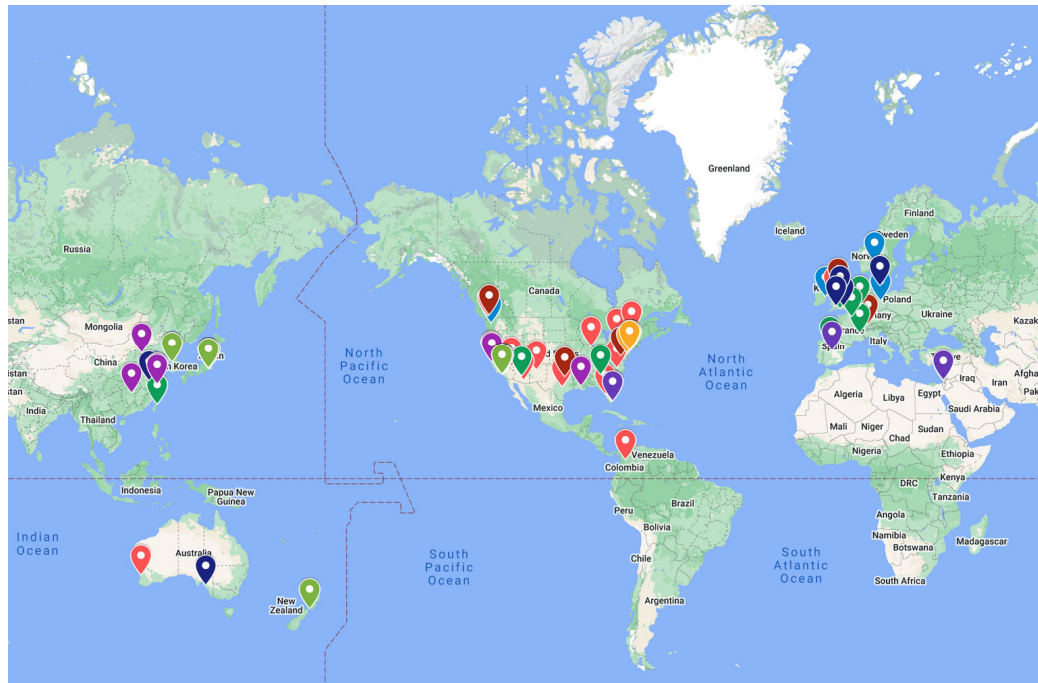 Greenland
Iceland
Finland
Sweden
Russia
Canada
Poland
Ukraine
Mongolia
Italy
China
North
Pacific
Ocean
North
Atlantic
Ocean
Iraq
Iran
Mexico
Algeria
Libya
Egypt
Saudi Arabia
India
Thailand
Mali
Niger
Sudan
Chad
Venezuela
Nigeria
Ethiopia
Colombia
Kenya
Indonesia
Papua New
Guinea
DRC
Tanzania
Peru
Brazil
Angola
Bolivia
Namibia
Botswana
Madagascar
Indian
Ocean
Australia
South
Pacific
Ocean
South
Atlantic
Ocean
Chile
South Africa
New
Zealand
Argentina